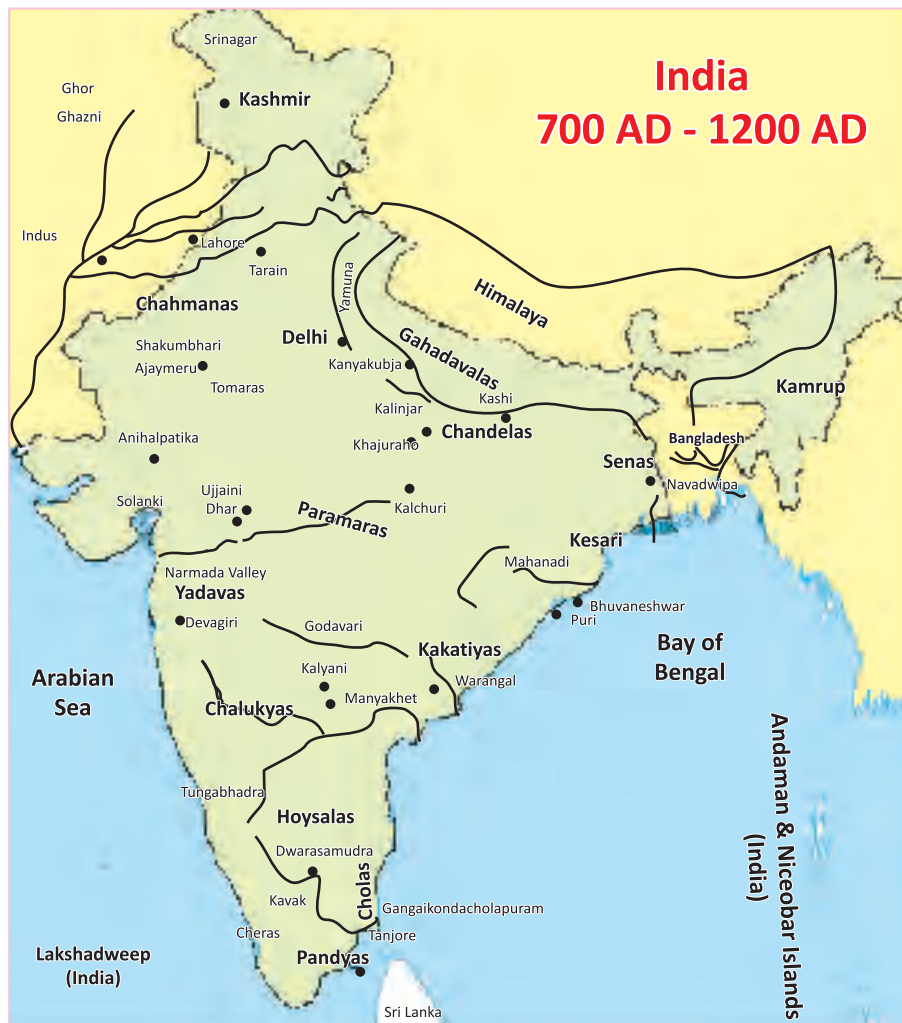 Srinagar
India
700 AD - 1200 AD
Ghor
Ghazni
Kashmir
Indus
Lahore
Tarain
Yamuna
Himalaya
Chahmanas
Delhi
Gahadavalas
Shakumbhari
Ajaymeru
Kanyakubja
Tomaras
Kalinjar
Kashi
Kamrup
Anihalpatika
Khajuraho
Chandelas
Bangladesh
Senas
Navadwipa
Solanki
Ujjaini
Dhar
Paramaras
Kalchuri
Kesari
Narmada Valley
Mahanadi
Yadavas
Devagiri
Godavari
Bhuvaneshwar
Puri
Kakatiyas
Bay of
Bengal
Arabian
Sea
Kalyani
Warangal
Manyakhet
Chalukyas
Tungabhadra
Hoysalas
Dwarasamudra
Kavak
Cholas
Gangaikondacholapuram
Cheras
Tanjore
Pandyas
Lakshadweep
(India)
Andaman & Niceobar Islands
(India)
Sri Lanka